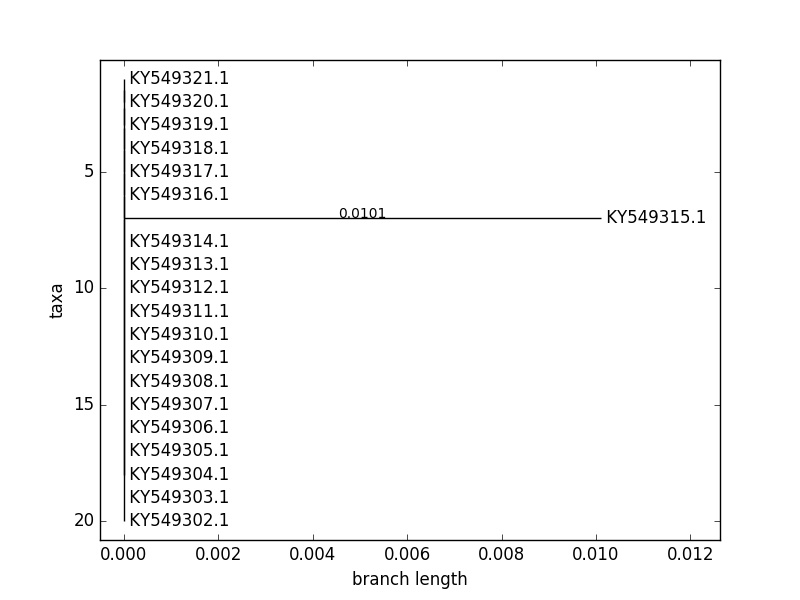 KY549321.1
KY549320.1
KY549319.1
KY549318.1
5 KY549317.1
KY549316.1
0.0101 KY549315.1
KY549314.1
KY549313.1
10 KY549312.1
taxa
KY549311.1
KY549310.1
KY549309.1
KY549308.1
15 KY549307.1
KY549306.1
KY549305.1
KY549304.1
KY549303.1
20 KY549302.1
0.000 0.002 0.004 0.006 0.008 0.010 0.012
branch length